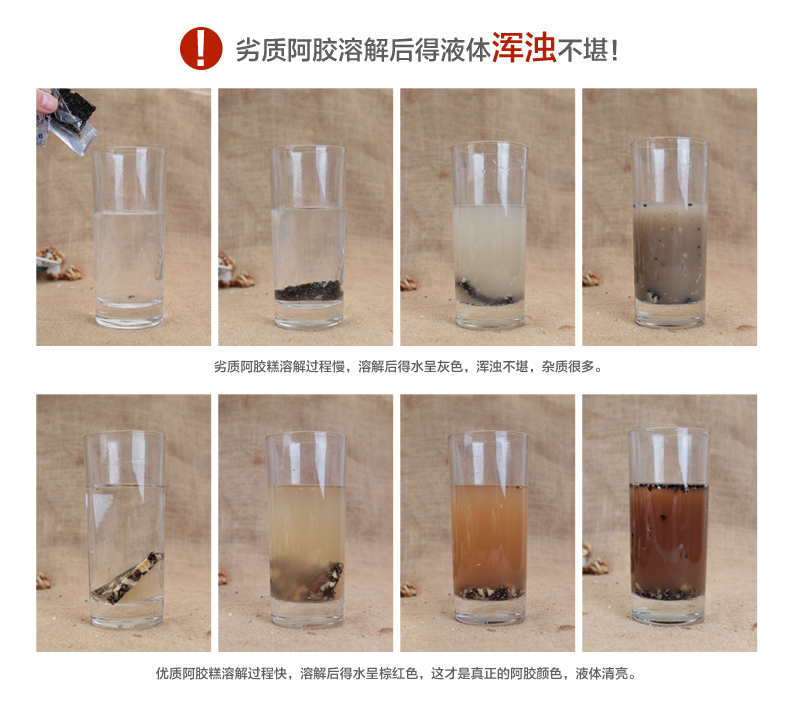 劣质阿胶溶解后得液体浑浊不堪!
劣质阿胶糕溶解过程慢，溶解后得水呈灰色，浑浊不堪，杂质很多。
优质阿胶糕溶解过程快，溶解后得水呈棕红色，这才是真正的阿胶颜色，液体清亮。